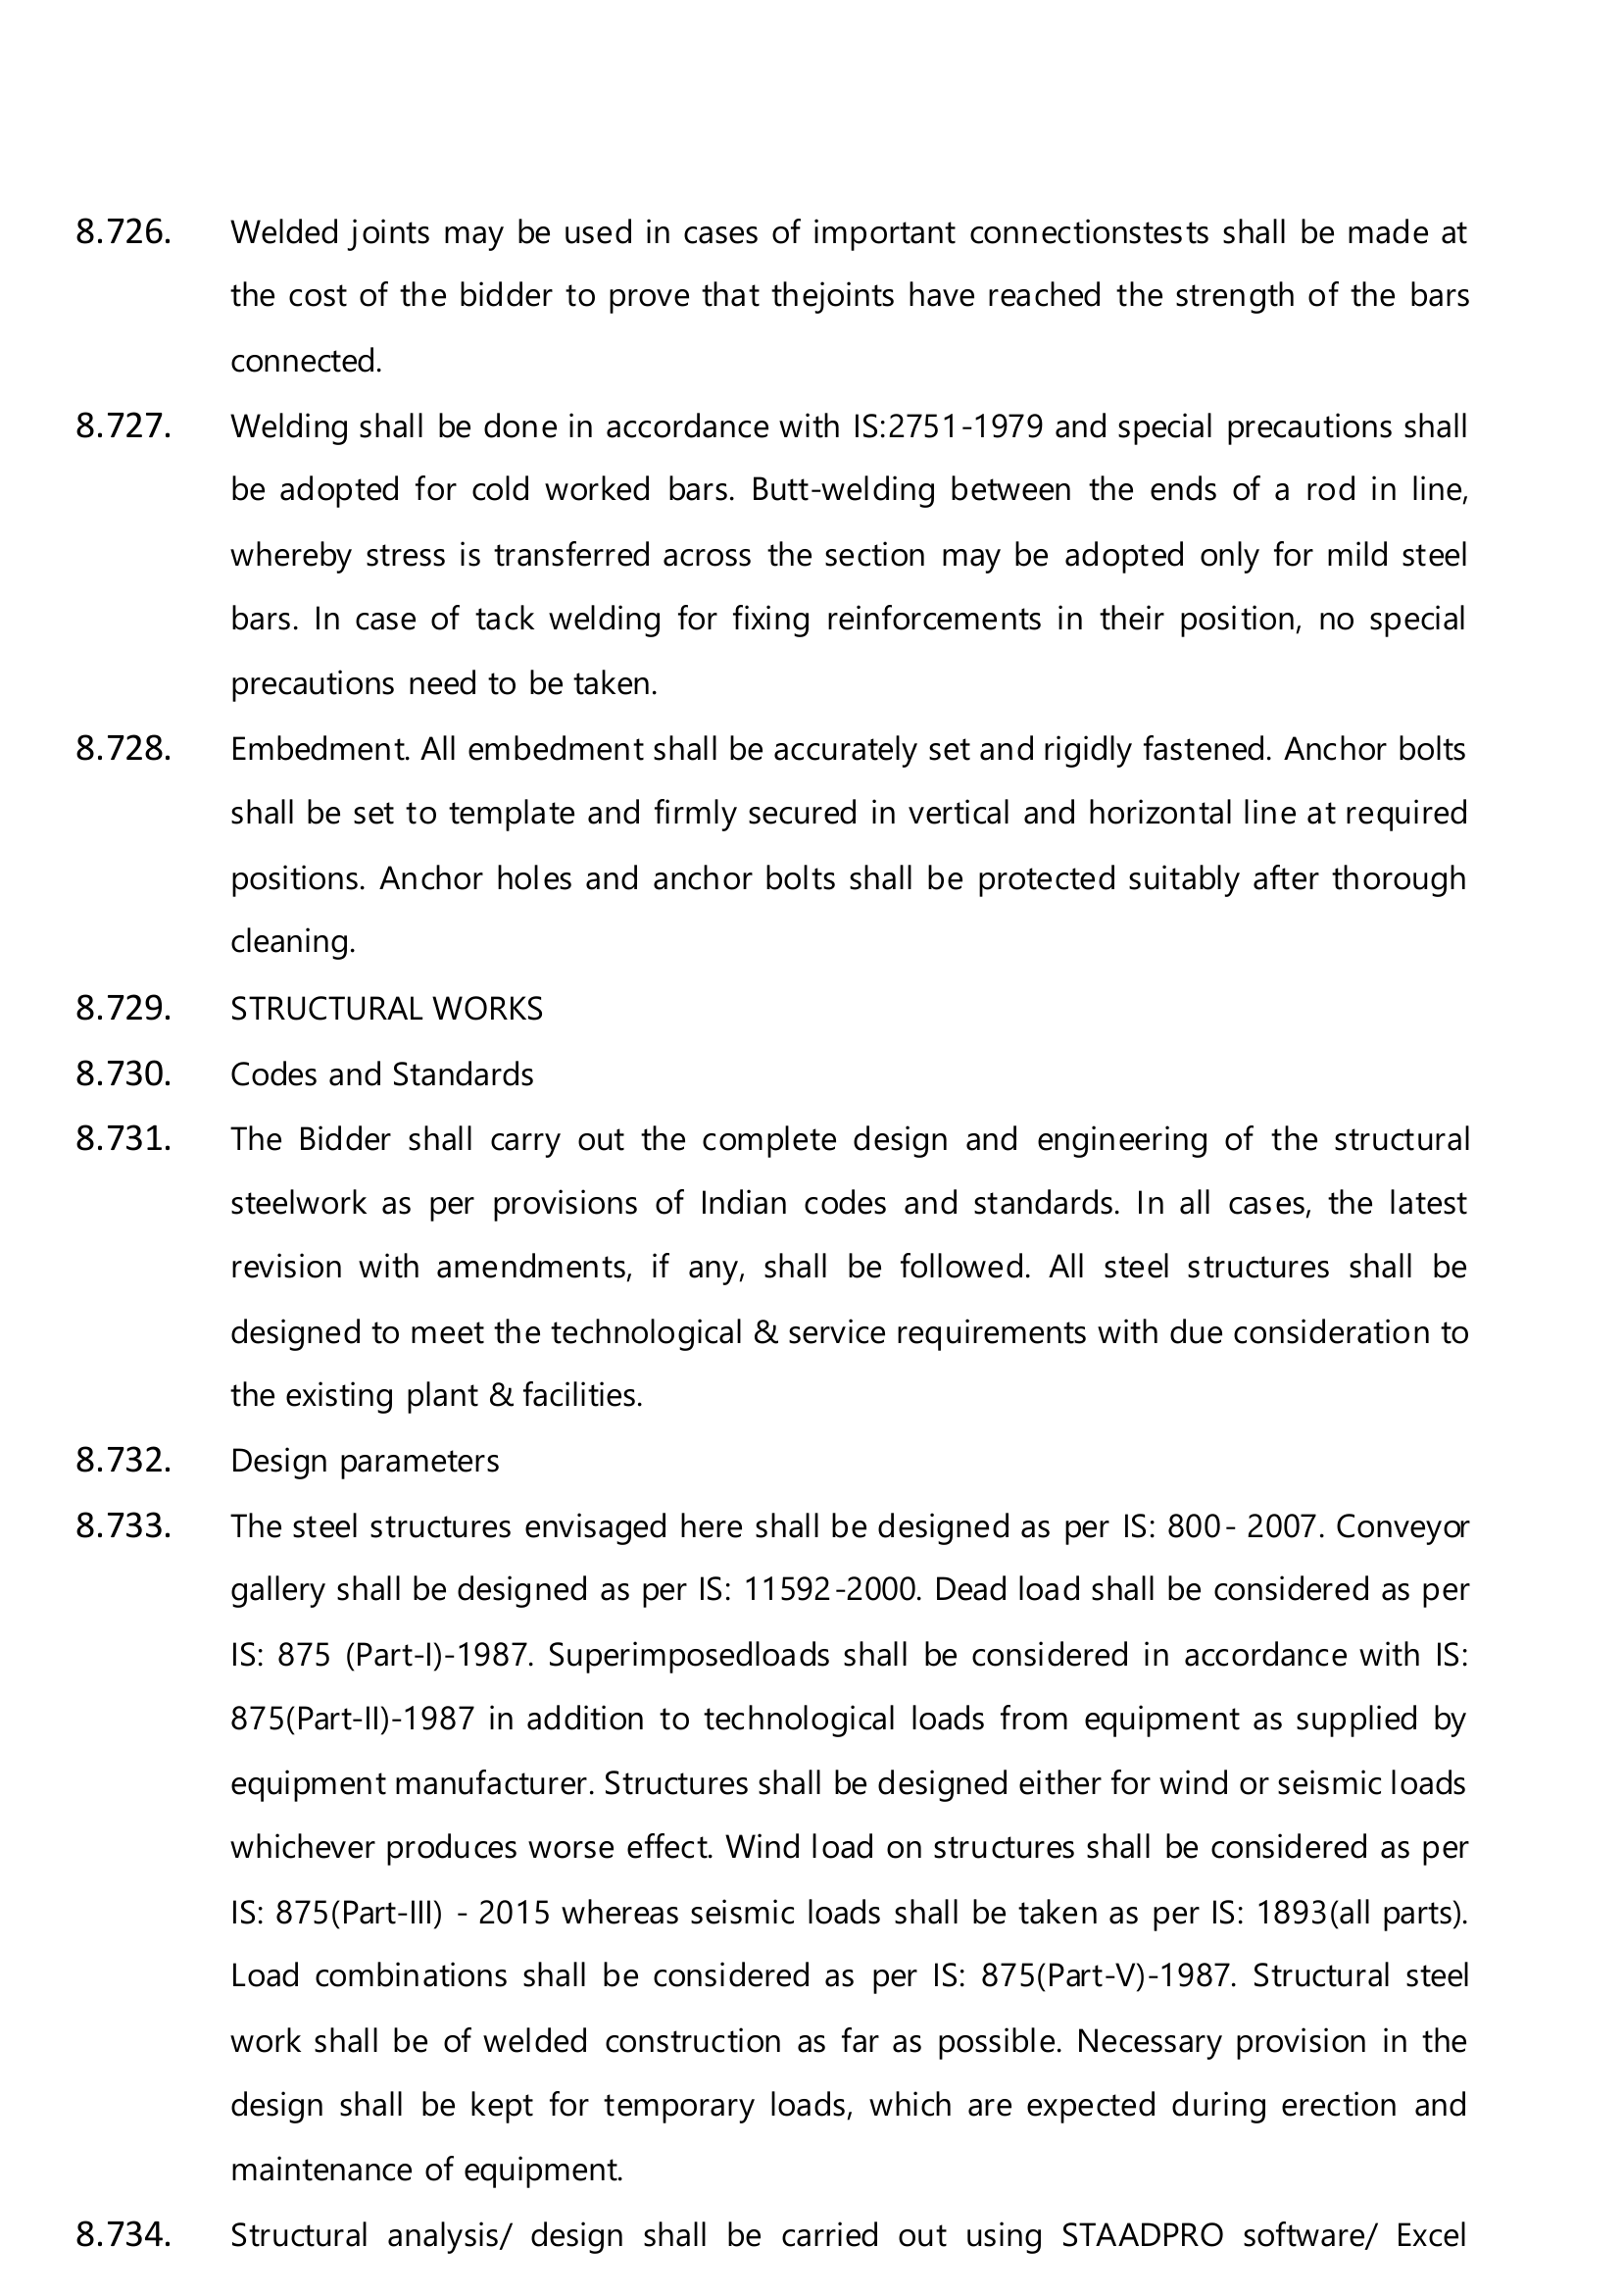 8.726. Welded joints may be used in cases of important connectionstests shall be made at
the cost of the bidder to prove that thejoints have reached the strength of the bars
connected.
8.727. Welding shall be done in accordance with IS:2751-1979 and special precautions shall
be adopted for cold worked bars. Butt-welding between the ends of a rod in line,
whereby stress is transferred across the section may be adopted only for mild steel
bars. In case of tack welding for fixing reinforcements in their position, no special
precautions need to be taken.
8.728. Embedment. All embedment shall be accurately set and rigidly fastened. Anchor bolts
shall be set to template and firmly secured in vertical and horizontal line at required
positions. Anchor holes and anchor bolts shall be protected suitably after thorough
cleaning.
8.729. STRUCTURAL WORKS
8.730. Codes and Standards
8.731. The Bidder shall carry out the complete design and engineering of the structural
steelwork as per provisions of Indian codes and standards. In all cases, the latest
revision with amendments, if any, shall be followed. All steel structures shall be
designed to meet the technological & service requirements with due consideration to
the existing plant & facilities.
8.732. Design parameters
8.733. The steel structures envisaged here shall be designed as per IS: 800- 2007. Conveyor
gallery shall be designed as per IS: 11592-2000. Dead load shall be considered as per
IS: 875 (Part-I)-1987. Superimposedloads shall be considered in accordance with IS:
875(Part-II)-1987 in addition to technological loads from equipment as supplied by
equipment manufacturer. Structures shall be designed either for wind or seismic loads
whichever produces worse effect. Wind load on structures shall be considered as per
IS: 875(Part-III) - 2015 whereas seismic loads shall be taken as per IS: 1893(all parts).
Load combinations shall be considered as per IS: 875(Part-V)-1987. Structural steel
work shall be of welded construction as far as possible. Necessary provision in the
design shall be kept for temporary loads, which are expected during erection and
maintenance of equipment.
8.734. Structural analysis/ design shall be carried out using STAADPRO software/ Excel